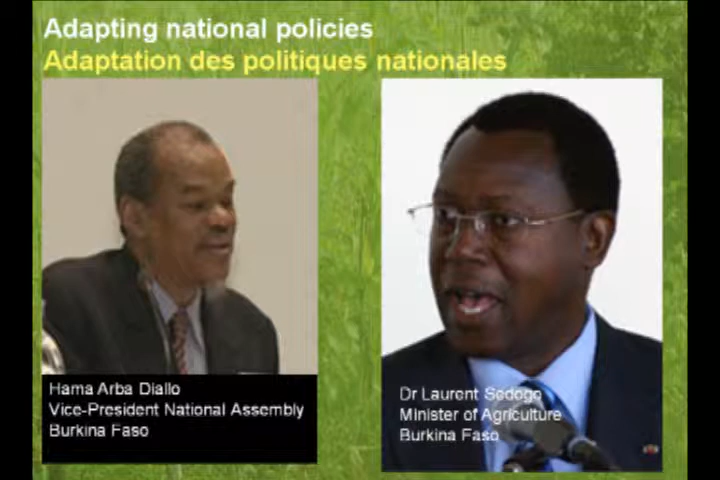 Adapting national policies
Adaptation des politiques nationales
Hama Arba Diallo
Vice-President National Assembly
Burkina Faso
Dr Laurent Sedogo
Minister of Agriculture
Burkina Faso